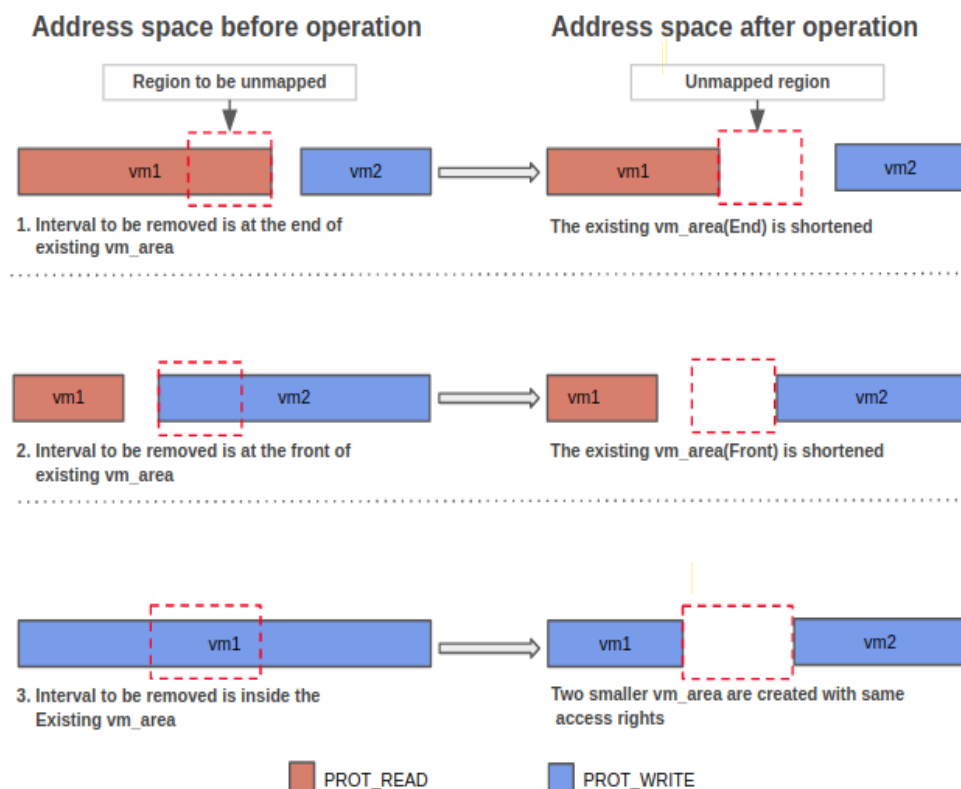 Address space before operation
Address space after operation
Region to be unmapped
Unmapped region
vm1
vm2
vm1
vm2
1. Interval to be removed is at the end of
existing vm_area
The existing vm_area(End) is shortened
vm1
vm2
vm1
vm2
2. Interval to be removed is at the front of
existing vm_area
The existing vm_area(Front) is shortened
vm1
vm1
vm2
3. Interval to be removed is inside the
Existing vm_area
Two smaller vm_area are created with same
access rights
PROT_READ
PROT_WRITE